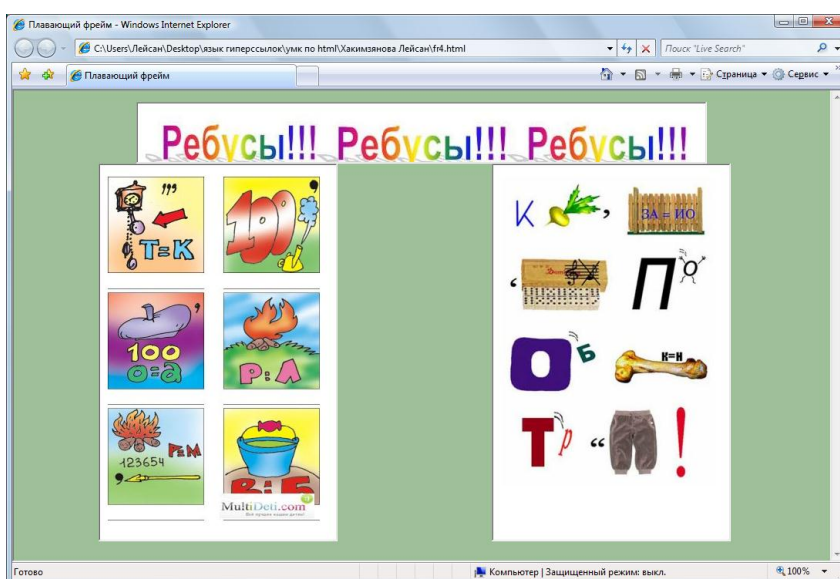 Плавающий фрейм - Windows Internet Explorer
C:\Users\Лейсан\Desktop\язык гиперссылок\умк по html\Хакимзянова Лейсан\fr4.html
Поиск "Live Search"
Плавающий фрейм
Страница
Сервис
Ребусы!!! Ребусы!!! Ребусы!!!
,,,
Т=К
100
,
,
100
о=а
Р=Л
Р=М
123654
,
В=Б
MultiDeti.com
К
,
ЗА = ИО
,
П
О
О
Б
К=Н
Т
р
“
!
Готово
Компьютер | Защищенный режим: выкл.
100%